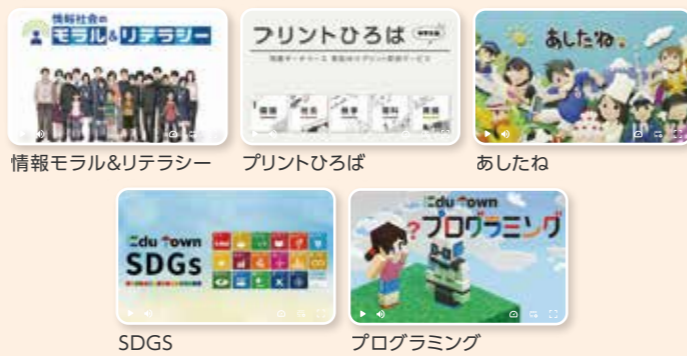 情報社会の
モラル&リテラシー
プリントひろば
あしたね
情報モラル&リテラシー
プリントひろば
あしたね
Edu Town
SDGs
Edu Town
プログラミング
SDGS
プログラミング